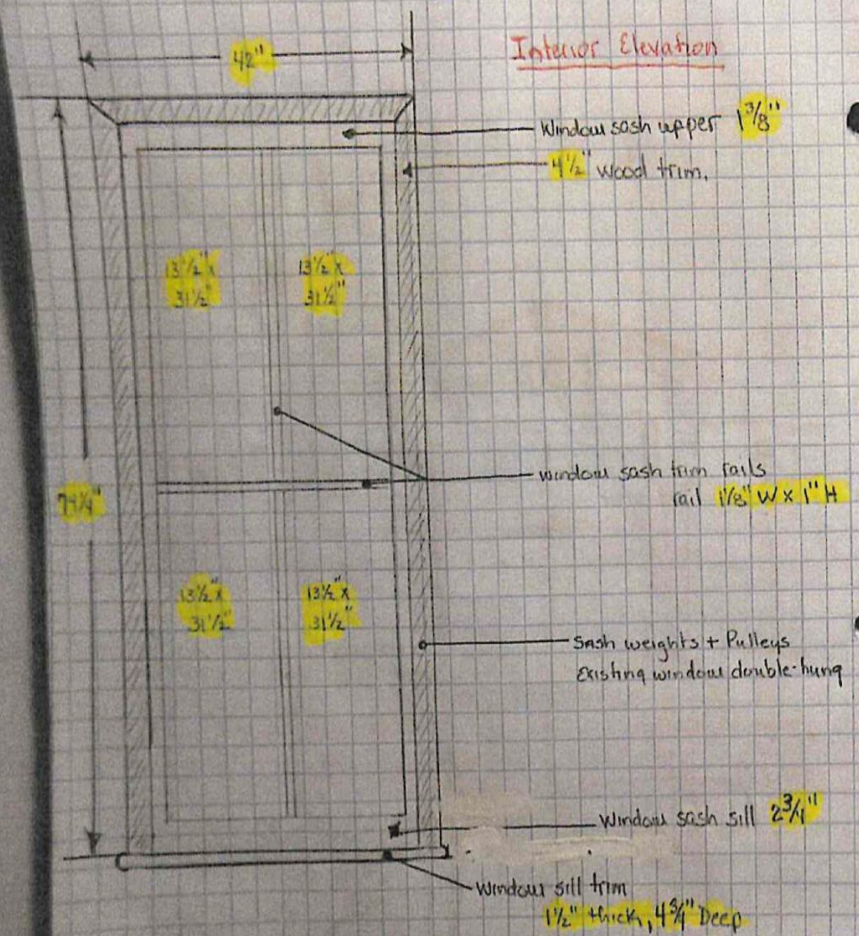 42"
Interior Elevation
Window sash upper 1 3/8"
4 1/2" Wood trim.
13 1/2" x
31 1/2"
13 1/2" x
31 1/2"
window sash trim rails
rail 1 1/8" W x 1" H
13 1/2" x
31 1/2"
13 1/2" x
31 1/2"
Sash weights + Pulleys
Existing window double-hung
Window sash sill 2 3/4"
Window sill trim
1 1/2" thick, 4 3/4" Deep